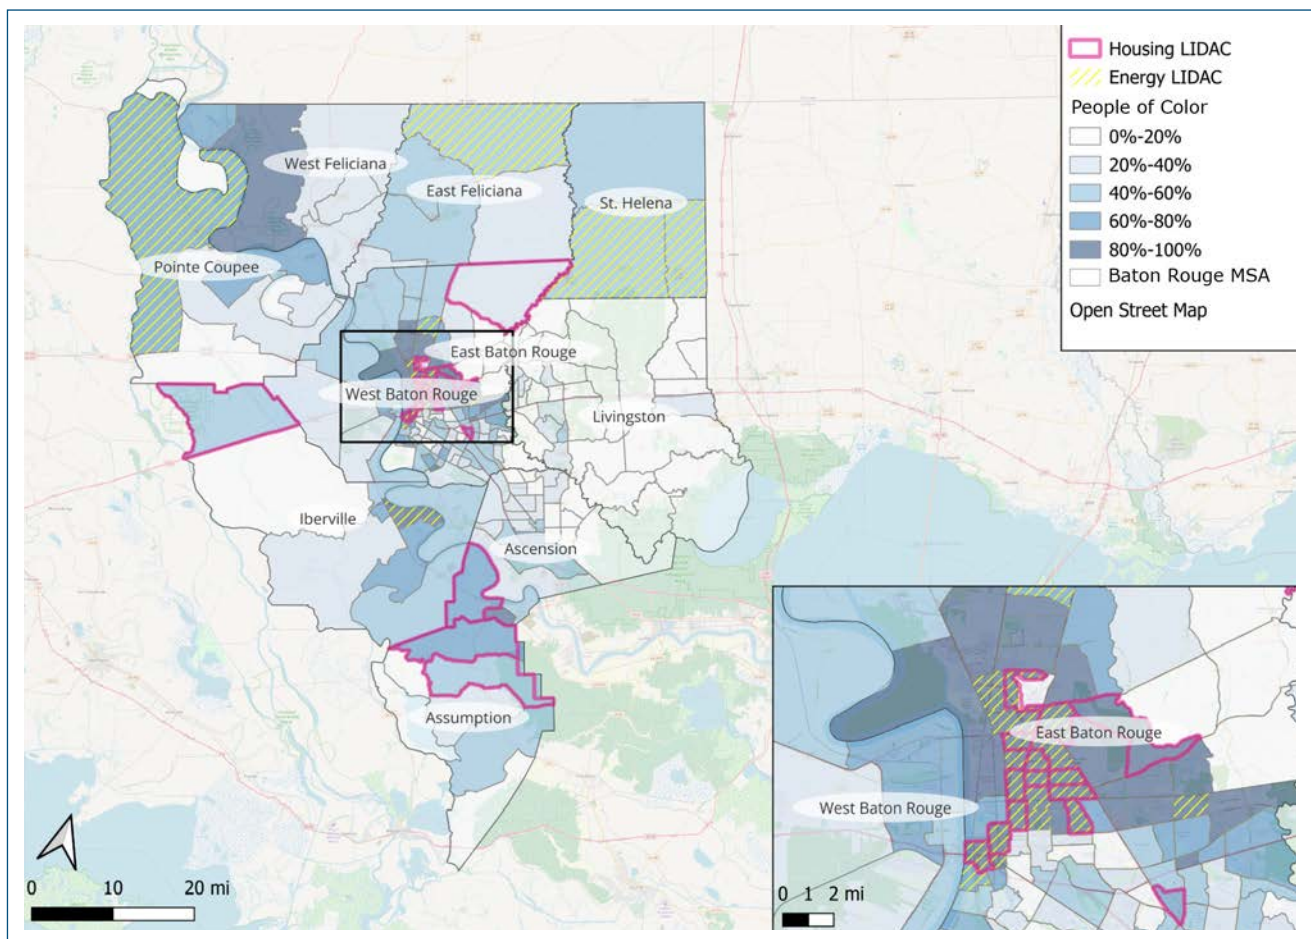 Housing LIDAC
Energy LIDAC
People of Color
0%-20%
20%-40%
40%-60%
60%-80%
80%-100%
Baton Rouge MSA
Open Street Map
West Feliciana
East Feliciana
St. Helena
Pointe Coupee
East Baton Rouge
West Baton Rouge
Livingston
Iberville
Ascension
Assumption
0 10 20 mi
East Baton Rouge
West Baton Rouge
0 1 2 mi